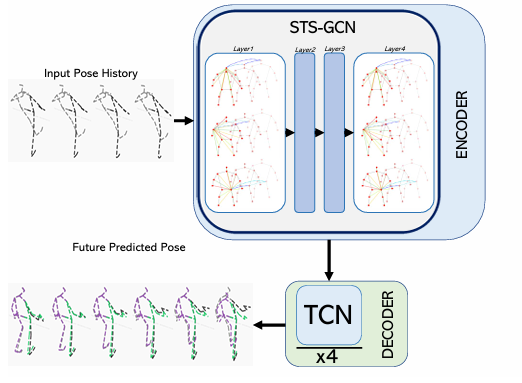 STS-GCN
Layer1
Layer2
Layer3
Layer4
Input Pose History
ENCODER
Future Predicted Pose
TCN
x4
DECODER